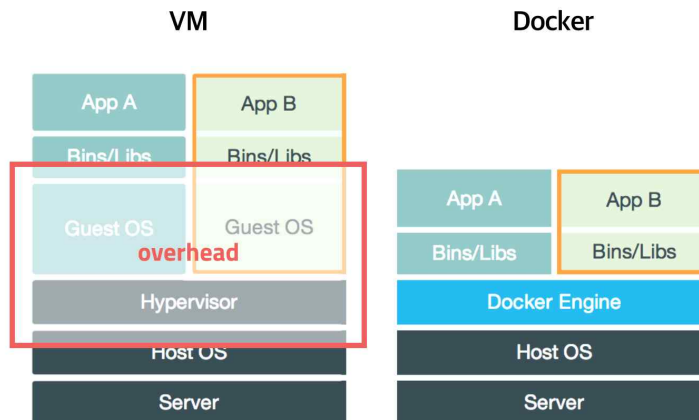 VM
App A
App B
Bins/Libs
Bins/Libs
Guest OS
Guest OS
overhead
Hypervisor
Host OS
Server
Docker
App A
App B
Bins/Libs
Bins/Libs
Docker Engine
Host OS
Server